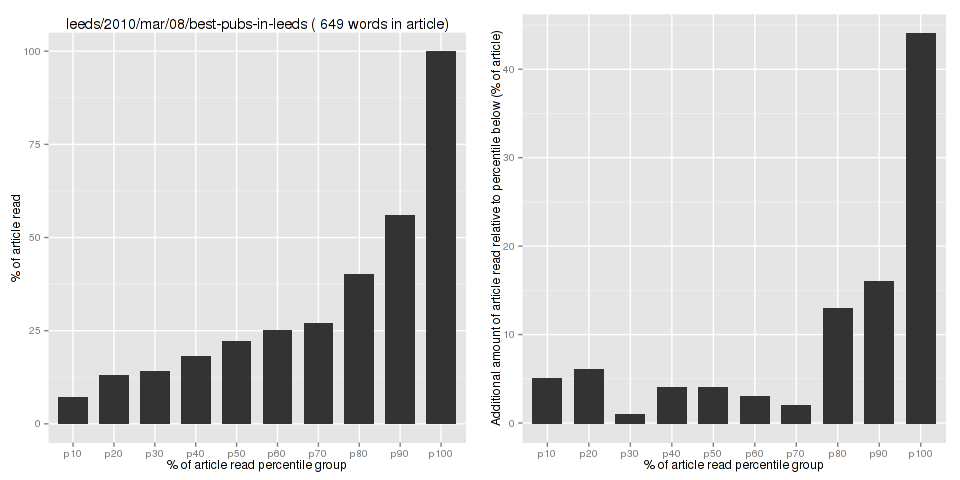 leeds/2010/mar/08/best-pubs-in-leeds ( 649 words in article)
% of article read
100
75
50
25
0
p10 p20 p30 p40 p50 p60 p70 p80 p90 p100
% of article read percentile group
Additional amount of article read relative to percentile below (% of article)
40
30
20
10
0
p10 p20 p30 p40 p50 p60 p70 p80 p90 p100
% of article read percentile group